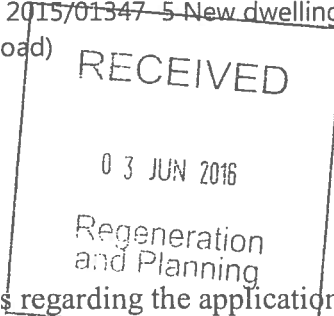 2015/01347 5 New dwelling
oad)
RECEIVED
03 JUN 2016
Regeneration
and Planning
s regarding the application